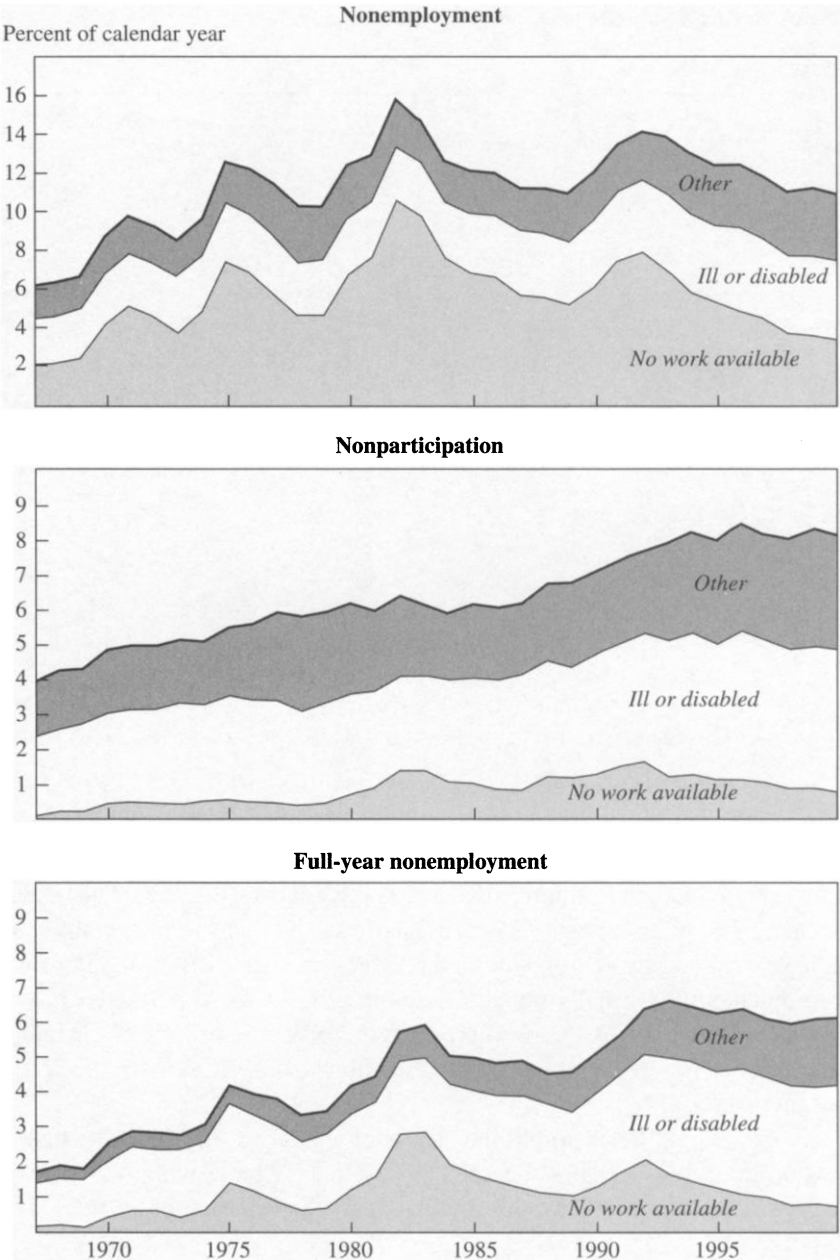 Nonemployment
Percent of calendar year
16
14
12
10
8
6
4
2
Other
Ill or disabled
No work available
Nonparticipation
9
8
7
6
5
4
3
2
1
Other
Ill or disabled
No work available
Full-year nonemployment
9
8
7
6
5
4
3
2
1
Other
Ill or disabled
No work available
1970 1975 1980 1985 1990 1995